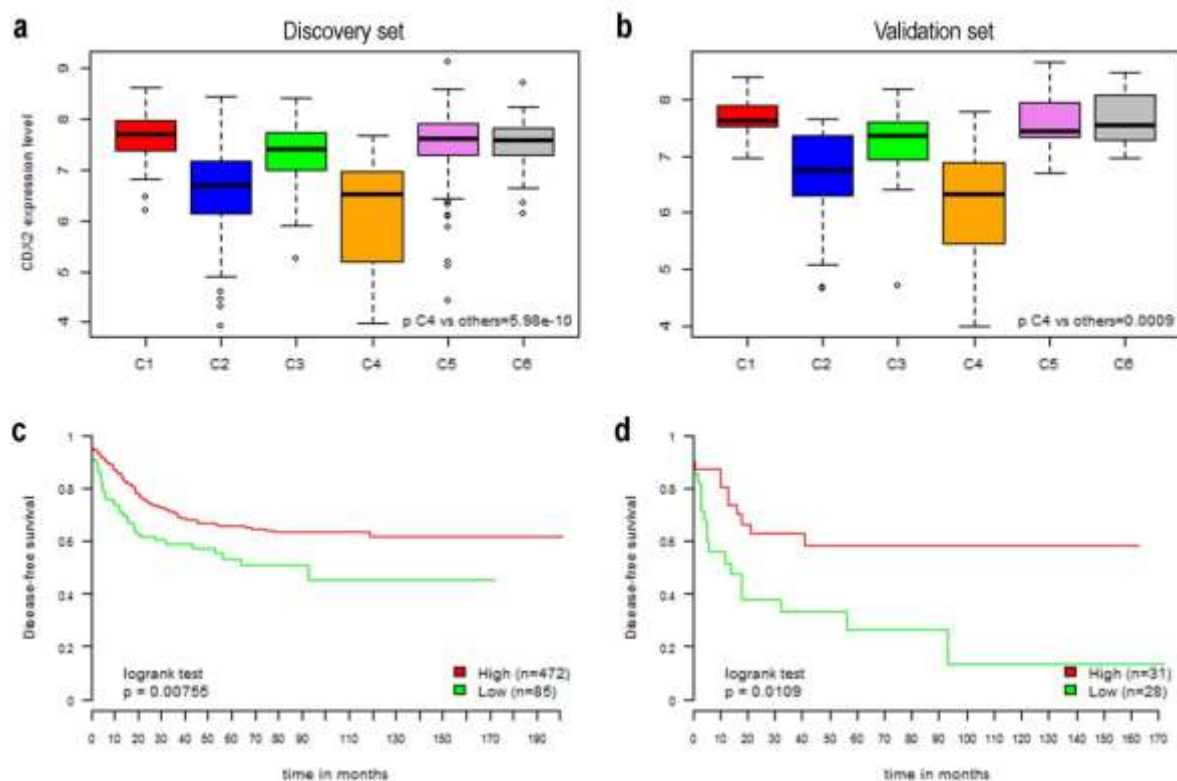 a Discovery set
CDX2 expression level
9
8
7
6
5
4
p C4 vs others=5.98e-10
C1 C2 C3 C4 C5 C6
b Validation set
8
7
6
5
4
p C4 vs others=0.0009
C1 C2 C3 C4 C5 C6
c
Disease-free survival
1
0.8
0.6
0.4
0.2
0
logrank test
p = 0.00755
High (n=472)
Low (n=85)
0 10 20 30 40 50 60 70 80 90 110 130 150 170 190
time in months
d
Disease-free survival
1
0.8
0.6
0.4
0.2
0
logrank test
p = 0.0109
High (n=31)
Low (n=28)
0 10 20 30 40 50 60 70 80 90 100 110 120 130 140 150 160 170
time in months